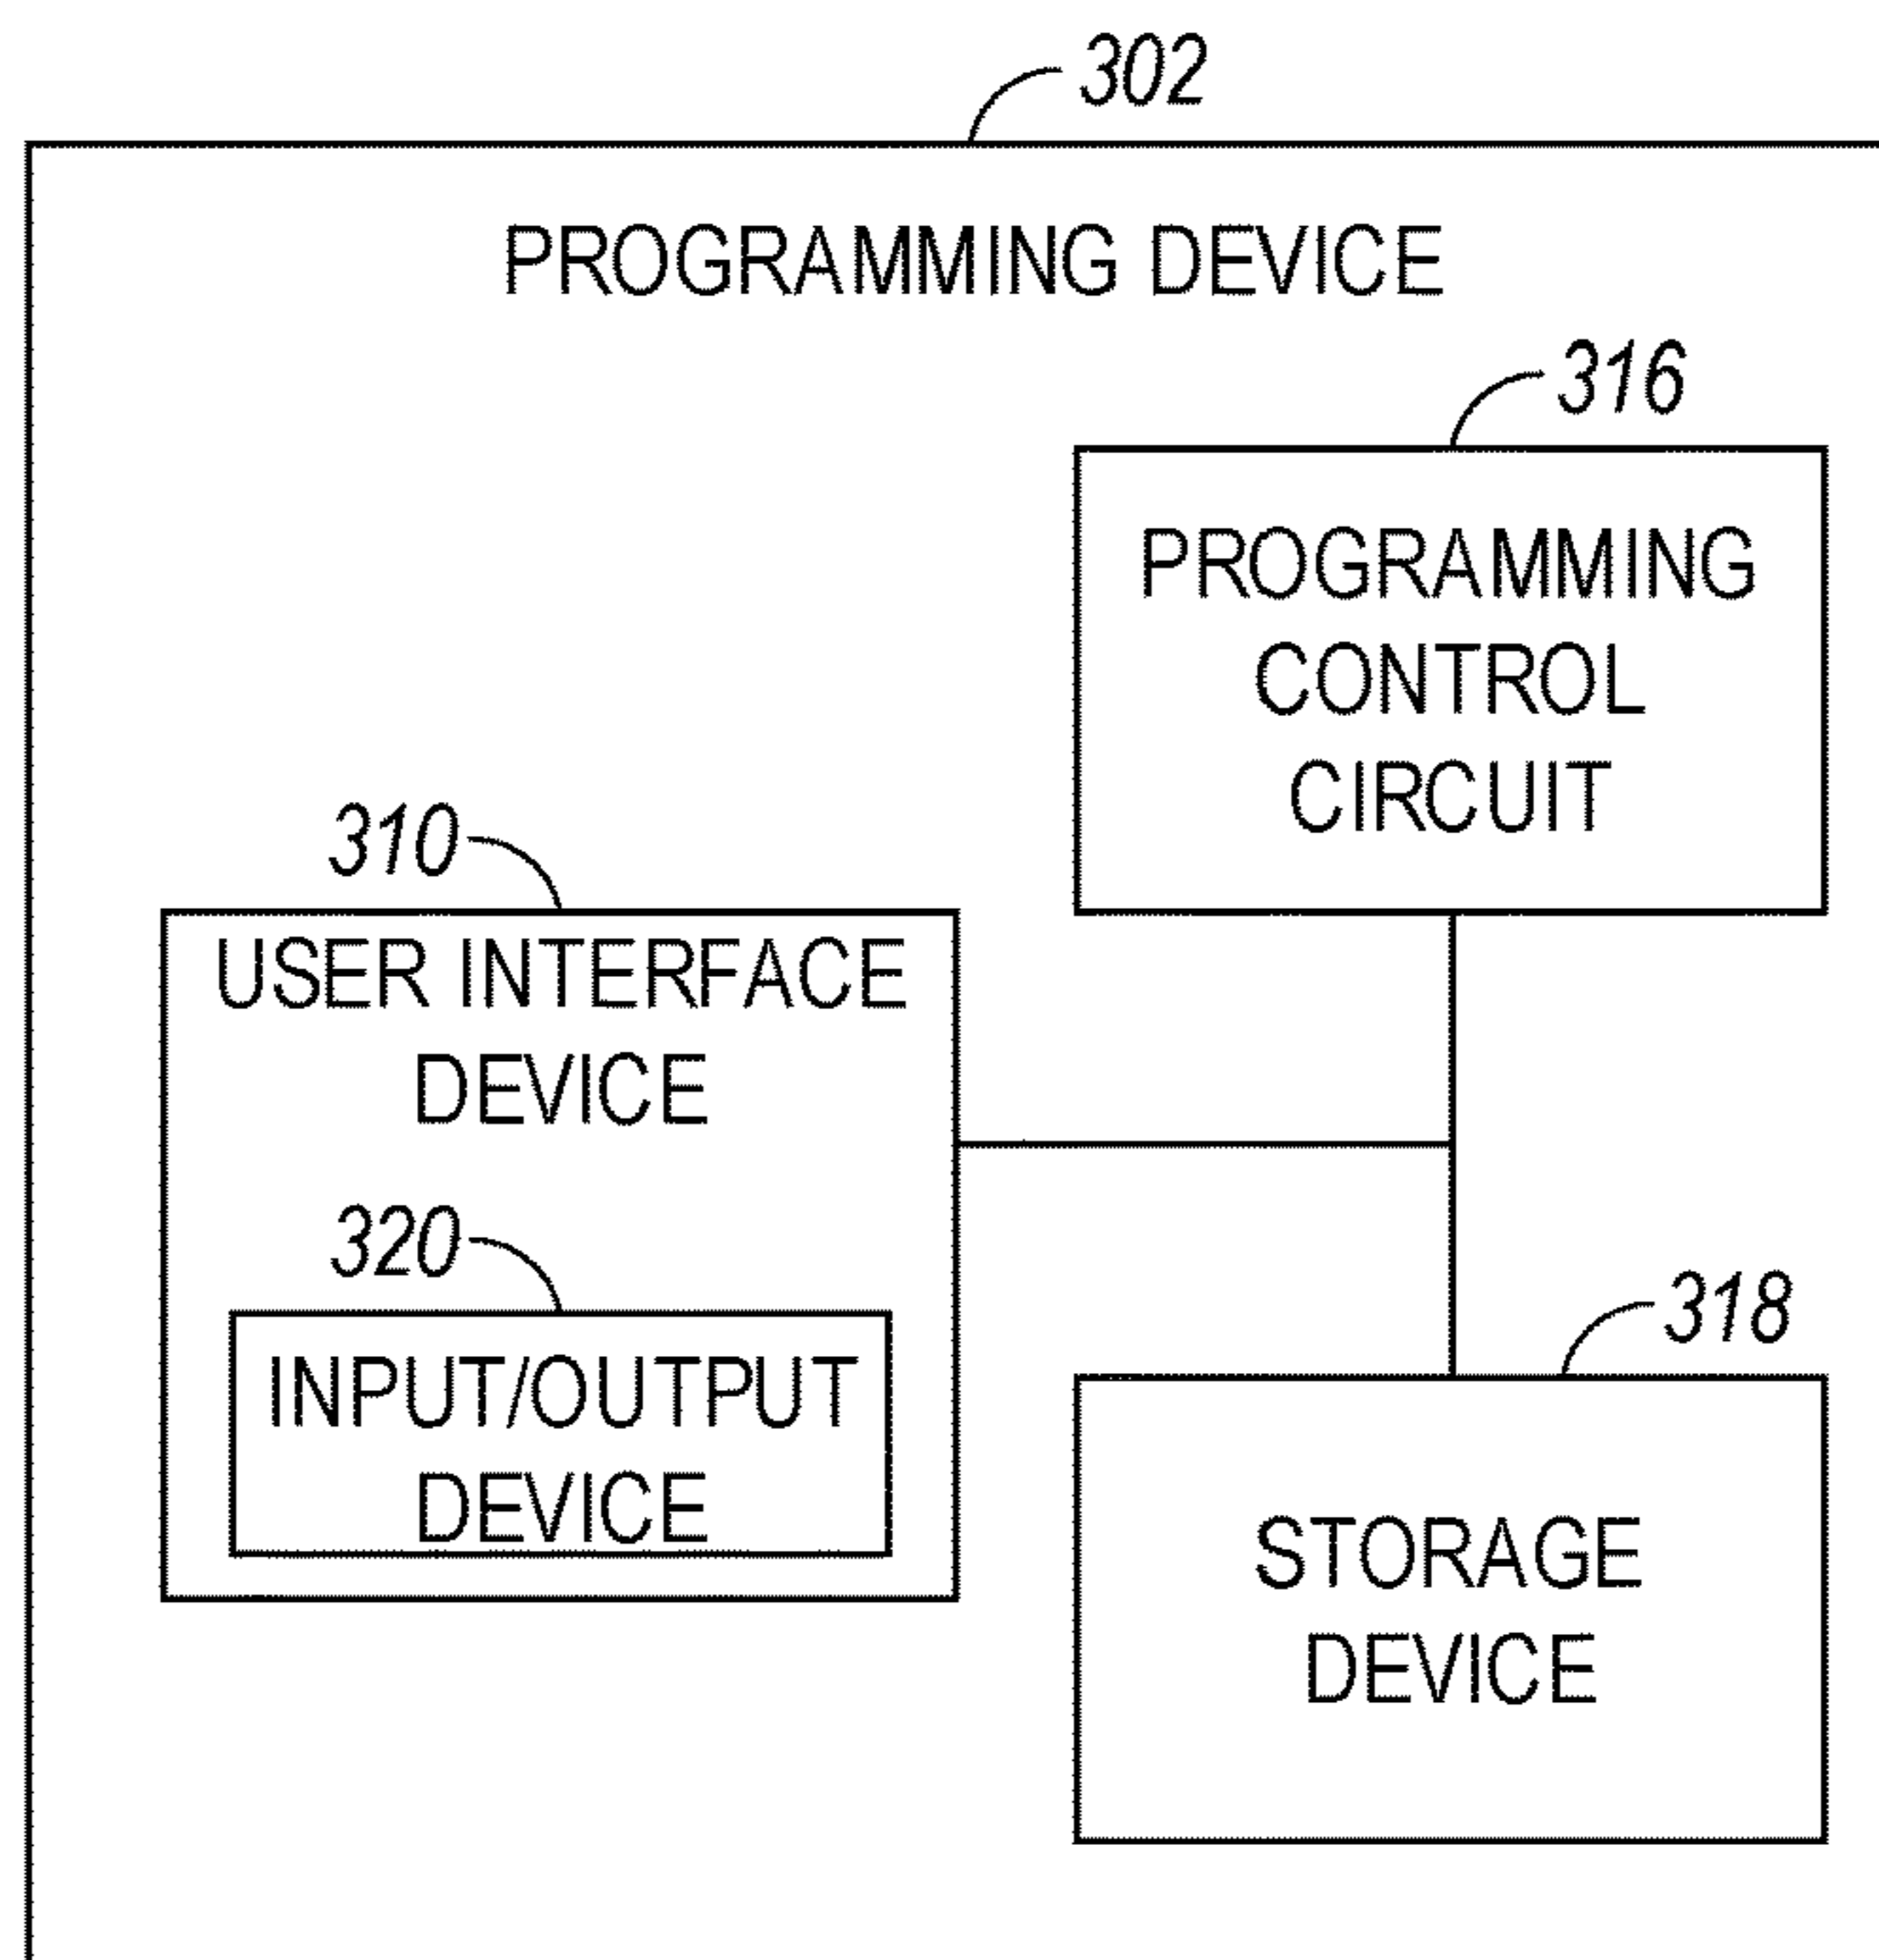 302
PROGRAMMING DEVICE
316
PROGRAMMING
CONTROL
CIRCUIT
310
USER INTERFACE
DEVICE
320
INPUT/OUTPUT
DEVICE
318
STORAGE
DEVICE